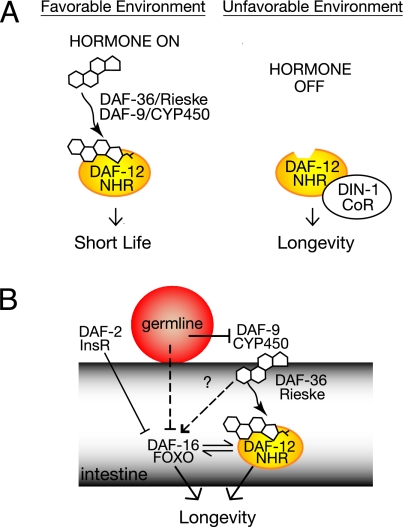 A
Favorable Environment
HORMONE ON
DAF-36/Rieske
DAF-9/CYP450
DAF-12
NHR
Short Life
Unfavorable Environment
HORMONE
OFF
DAF-12
NHR
DIN-1
CoR
Longevity
B
DAF-2
InsR
germline
DAF-9
CYP450
?
DAF-36
Rieske
DAF-16
FOXO
DAF-12
NHR
intestine
Longevity